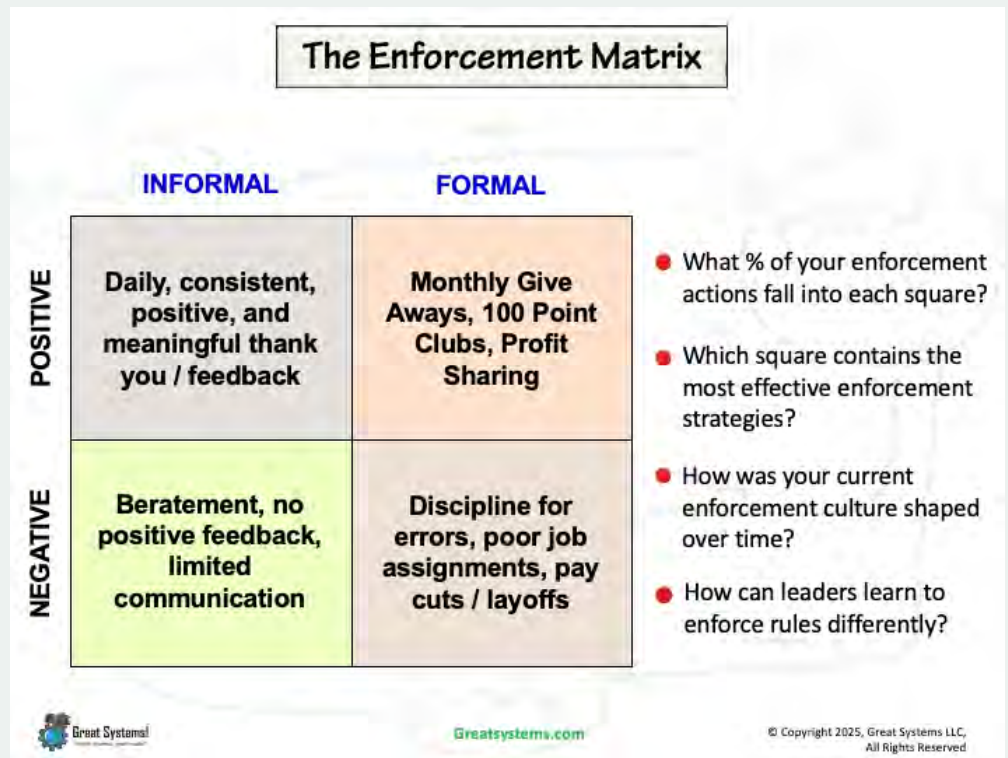 The Enforcement Matrix
INFORMAL
FORMAL
POSITIVE
Daily, consistent,
positive, and
meaningful thank
you / feedback
Monthly Give
Aways, 100 Point
Clubs, Profit
Sharing
NEGATIVE
Beratement, no
positive feedback,
limited
communication
Discipline for
errors, poor job
assignments, pay
cuts / layoffs
What % of your enforcement
actions fall into each square?
Which square contains the
most effective enforcement
strategies?
How was your current
enforcement culture shaped
over time?
How can leaders learn to
enforce rules differently?
Great Systems!
Greatsystems.com
© Copyright 2025, Great Systems LLC,
All Rights Reserved